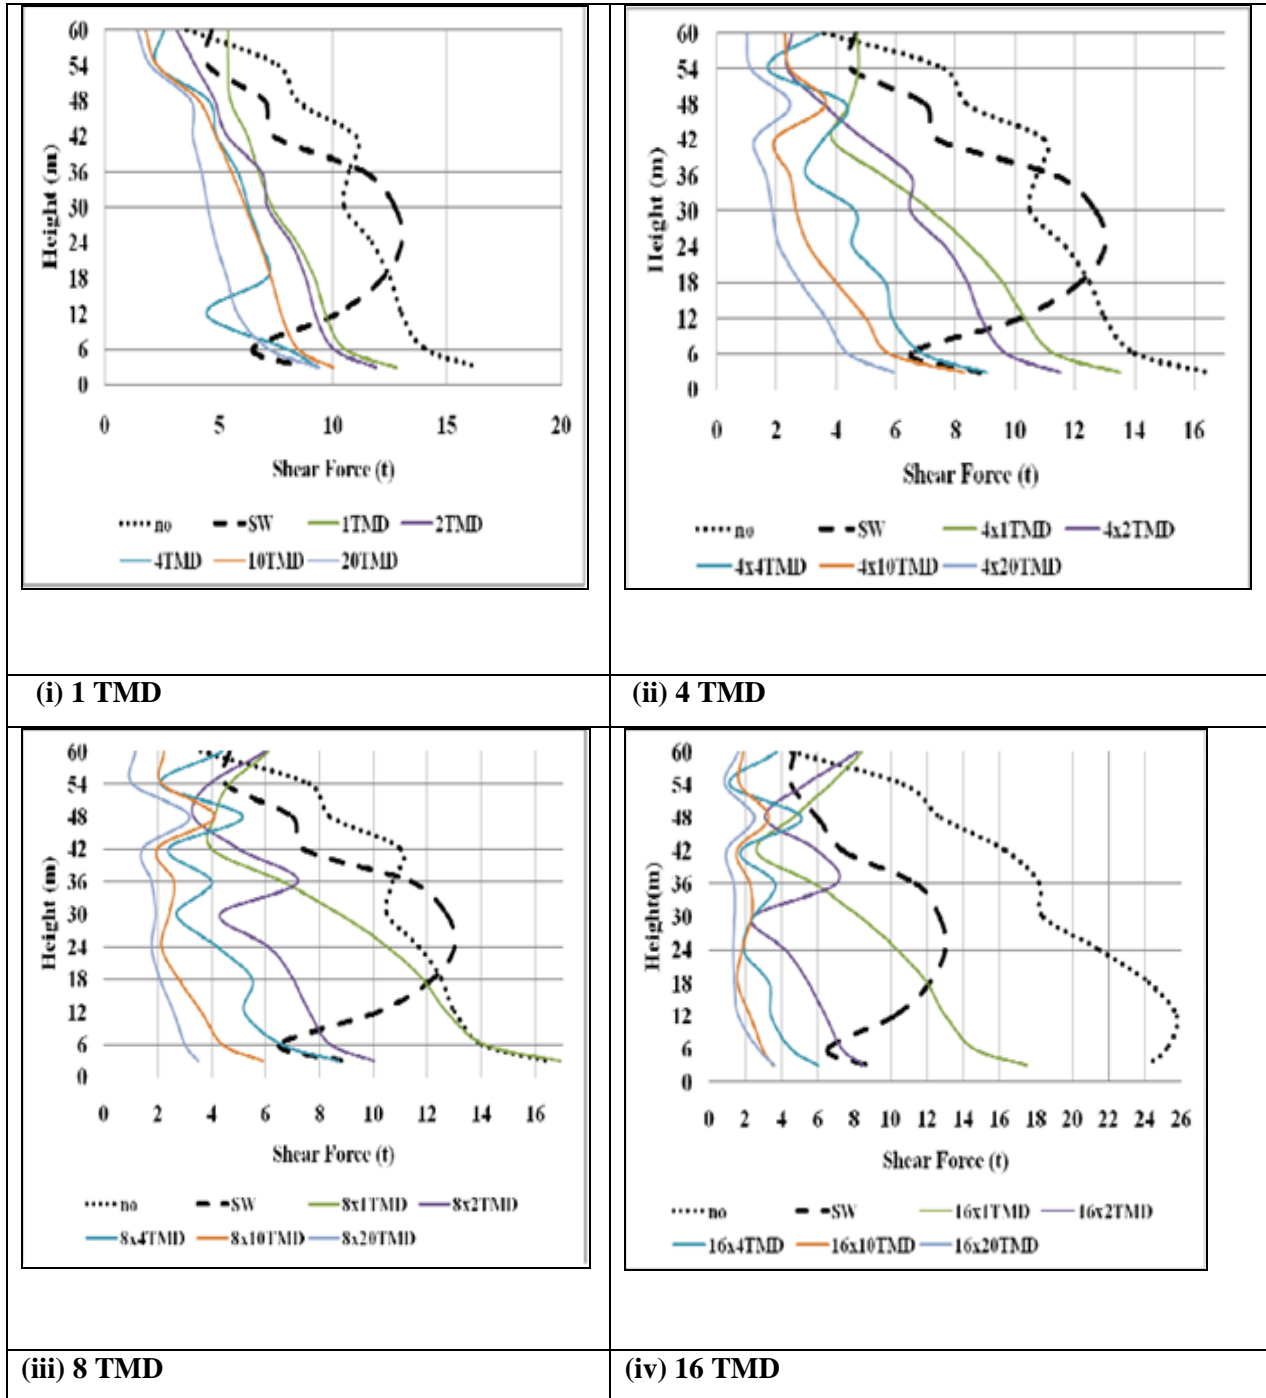 60
54
48
42
36
30
24
18
12
6
0
Height (m)
0 5 10 15 20
Shear Force (t)
no SW 1TMD 2TMD
4TMD 10TMD 20TMD
60
54
48
42
36
30
24
18
12
6
0
Height (m)
0 2 4 6 8 10 12 14 16
Shear Force (t)
no SW 4x1TMD 4x2TMD
4x4TMD 4x10TMD 4x20TMD
(i) 1 TMD
(ii) 4 TMD
60
54
48
42
36
30
24
18
12
6
0
Height (m)
0 2 4 6 8 10 12 14 16
Shear Force (t)
no SW 8x1TMD 8x2TMD
8x4TMD 8x10TMD 8x20TMD
60
54
48
42
36
30
24
18
12
6
0
Height(m)
0 2 4 6 8 10 12 14 16 18 20 22 24 26
Shear Force (t)
no SW 16x1TMD 16x2TMD
16x4TMD 16x10TMD 16x20TMD
(iii) 8 TMD
(iv) 16 TMD